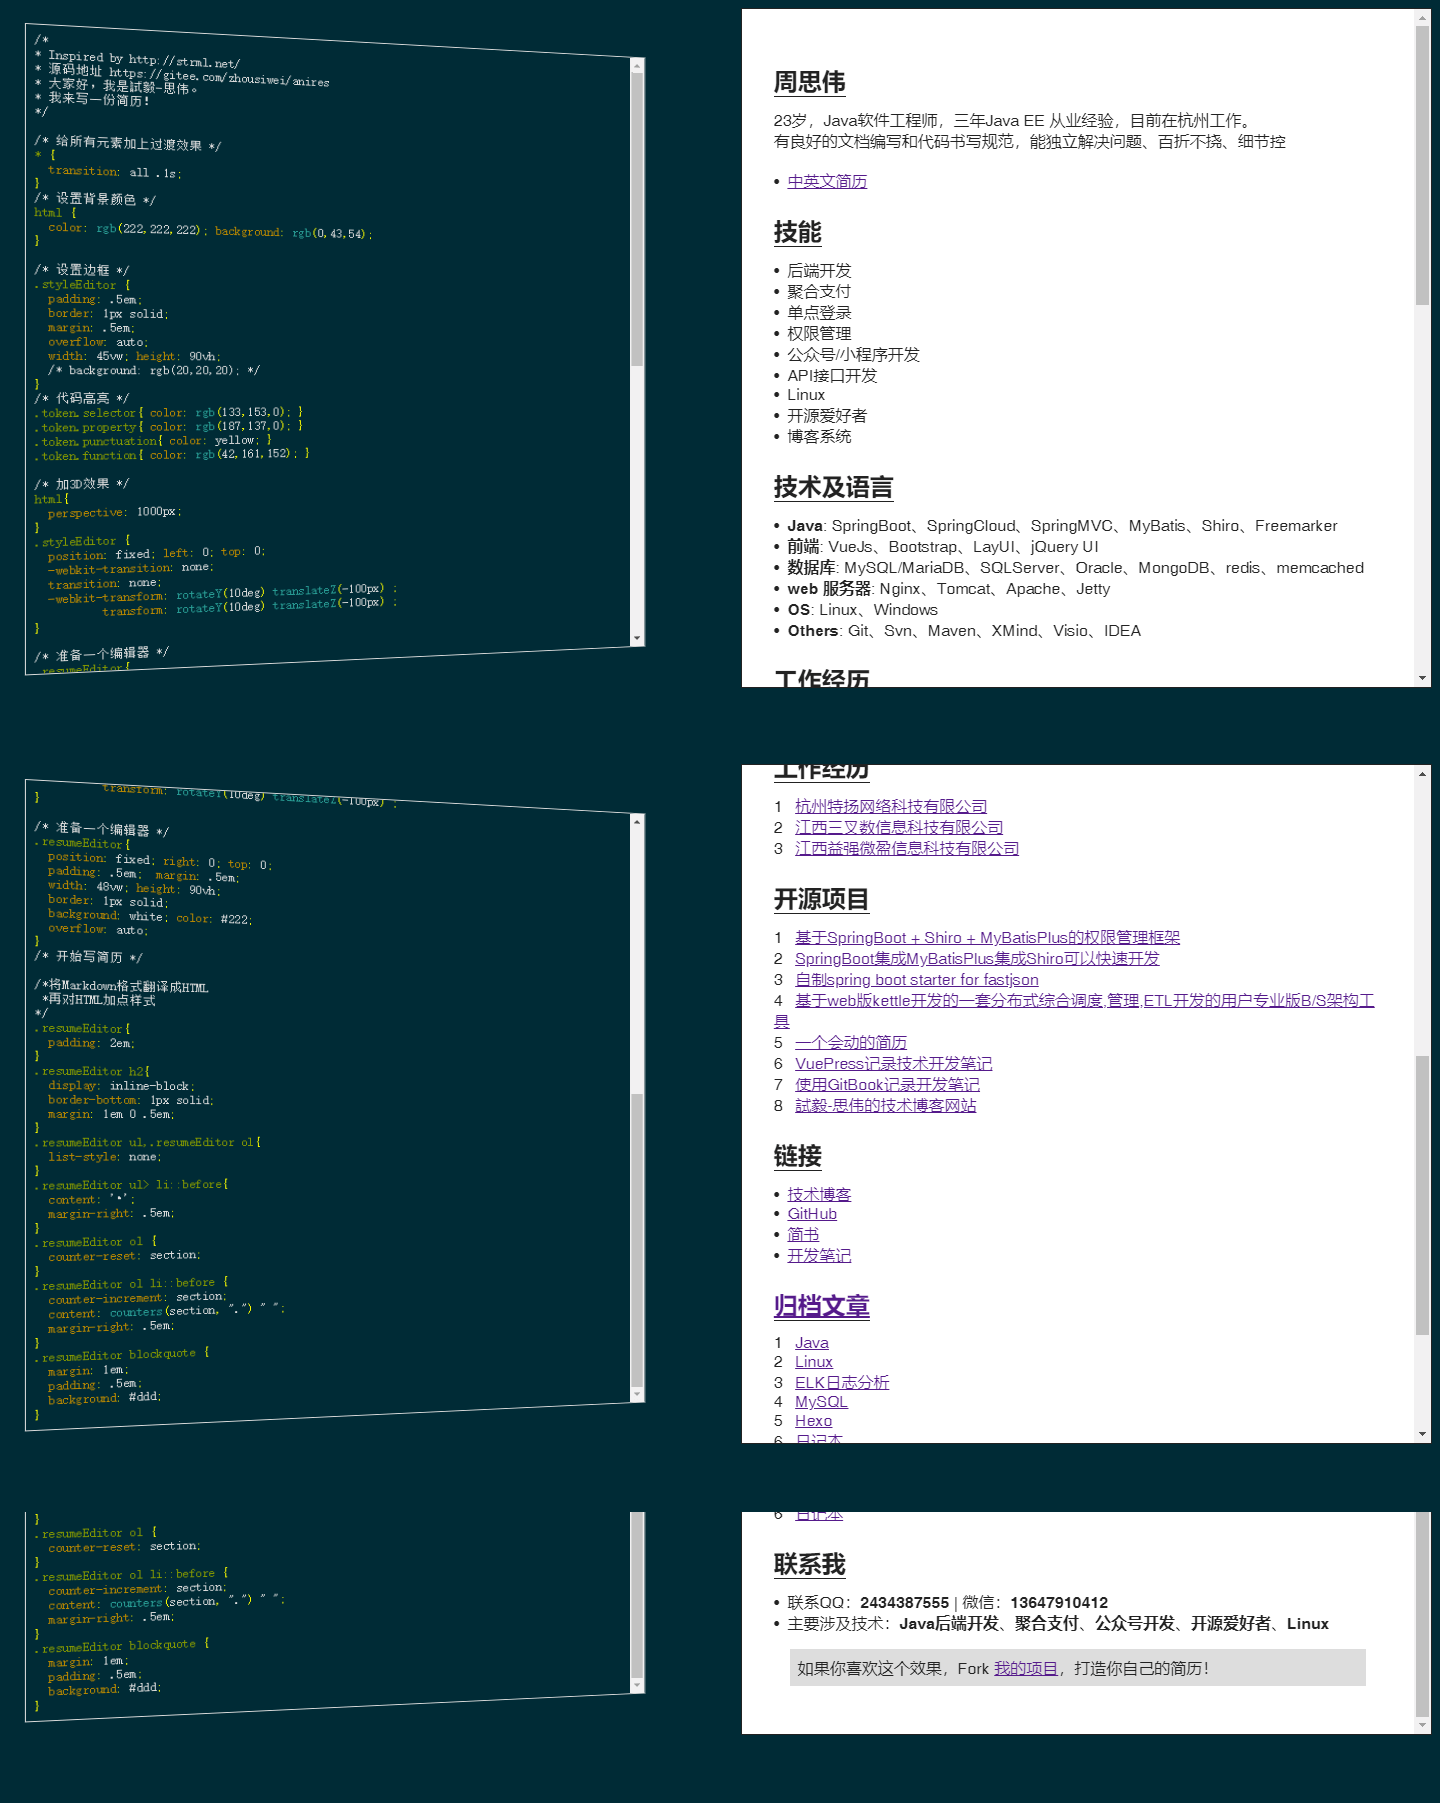 /*
* Inspired by http://strml.net/
* 源码地址 https://gitee.com/zhousiwei/anires
* 大家好，我是試毅-思伟。
* 我来写一份简历！
*/
/* 给所有元素加上过渡效果 */
* {
transition: all .1s;
}
/* 设置背景颜色 */
html {
color: rgb(222,222,222); background: rgb(0,43,54);
}
/* 设置边框 */
.styleEditor {
padding: .5em;
border: 1px solid;
margin: .5em;
overflow: auto;
width: 45vw; height: 90vh;
/* background: rgb(20,20,20); */
}
/* 代码高亮 */
.token.selector{ color: rgb(133,153,0); }
.token.property{ color: rgb(187,137,0); }
.token.punctuation{ color: yellow; }
.token.function{ color: rgb(42,161,152); }
/* 加3D效果 */
html{
perspective: 1000px;
}
.styleEditor {
position: fixed; left: 0; top: 0;
-webkit-transition: none;
transition: none;
-webkit-transform: rotateY(10deg) translateZ(-100px) ;
transform: rotateY(10deg) translateZ(-100px) ;
}
/* 准备一个编辑器 */
.resumeEditor{
周思伟
23岁，Java软件工程师，三年Java EE 从业经验，目前在杭州工作。
有良好的文档编写和代码书写规范，能独立解决问题、百折不挠、细节控
• 中英文简历
技能
• 后端开发
• 聚合支付
• 单点登录
• 权限管理
• 公众号/小程序开发
• API接口开发
• Linux
• 开源爱好者
• 博客系统
技术及语言
• Java: SpringBoot、SpringCloud、SpringMVC、MyBatis、Shiro、Freemarker
• 前端: VueJs、Bootstrap、LayUI、jQuery UI
• 数据库: MySQL/MariaDB、SQLServer、Oracle、MongoDB、redis、memcached
• web 服务器: Nginx、Tomcat、Apache、Jetty
• OS: Linux、Windows
• Others: Git、Svn、Maven、XMind、Visio、IDEA
工作经历
transform: rotateY(10deg) translateZ(-100px) ;
}
/* 准备一个编辑器 */
.resumeEditor{
position: fixed; right: 0; top: 0;
padding: .5em; margin: .5em;
width: 48vw; height: 90vh;
border: 1px solid;
background: white; color: #222;
overflow: auto;
}
/* 开始写简历 */
/*将Markdown格式翻译成HTML
*再对HTML加点样式
*/
.resumeEditor{
padding: 2em;
}
.resumeEditor h2{
display: inline-block;
border-bottom: 1px solid;
margin: 1em 0 .5em;
}
.resumeEditor ul,.resumeEditor ol{
list-style: none;
}
.resumeEditor ul> li::before{
content: '•';
margin-right: .5em;
}
.resumeEditor ol {
counter-reset: section;
}
.resumeEditor ol li::before {
counter-increment: section;
content: counters(section, ".") " ";
margin-right: .5em;
}
.resumeEditor blockquote {
margin: 1em;
padding: .5em;
background: #ddd;
}
工作经历
1 杭州特扬网络科技有限公司
2 江西三叉数信息科技有限公司
3 江西益强微盈信息科技有限公司
开源项目
1 基于SpringBoot + Shiro + MyBatisPlus的权限管理框架
2 SpringBoot集成MyBatisPlus集成Shiro可以快速开发
3 自制spring boot starter for fastjson
4 基于web版kettle开发的一套分布式综合调度,管理,ETL开发的用户专业版B/S架构工
具
5 一个会动的简历
6 VuePress记录技术开发笔记
7 使用GitBook记录开发笔记
8 試毅-思伟的技术博客网站
链接
• 技术博客
• GitHub
• 简书
• 开发笔记
归档文章
1 Java
2 Linux
3 ELK日志分析
4 MySQL
5 Hexo
6 日记本
}
.resumeEditor ol {
counter-reset: section;
}
.resumeEditor ol li::before {
counter-increment: section;
content: counters(section, ".") " ";
margin-right: .5em;
}
.resumeEditor blockquote {
margin: 1em;
padding: .5em;
background: #ddd;
}
6 日记本
联系我
• 联系QQ：2434387555 | 微信：13647910412
• 主要涉及技术：Java后端开发、聚合支付、公众号开发、开源爱好者、Linux
如果你喜欢这个效果，Fork 我的项目，打造你自己的简历！